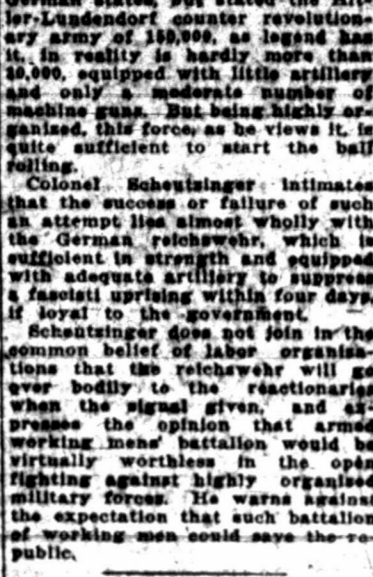 German states, but stated the Hit-
ler-Lundendorf counter revolution-
ary army of 150,000, as legend has
it, in reality is hardly more than
20,000, equipped with little artillery
and only a moderate number of
machine guns. But being highly or-
ganized, this force, as he views it, is
quite sufficient to start the ball
rolling.
Colonel Scheutzinger intimates
that the success or failure of such
an attempt lies almost wholly with
the German reichswehr, which is
sufficient in strength and equipped
with adequate artillery to suppress
a fascisti uprising within four days,
if loyal to the government.
Scheutzinger does not join in the
common belief of labor organiza-
tions that the reichswehr will go
over bodily to the reactionaries
when the signal given, and ex-
presses the opinion that armed
working mens' battalion would be
virtually worthless in the open
fighting against highly organised
military forces. He warns against
the expectation that such battalion
of working men could save the re-
public.